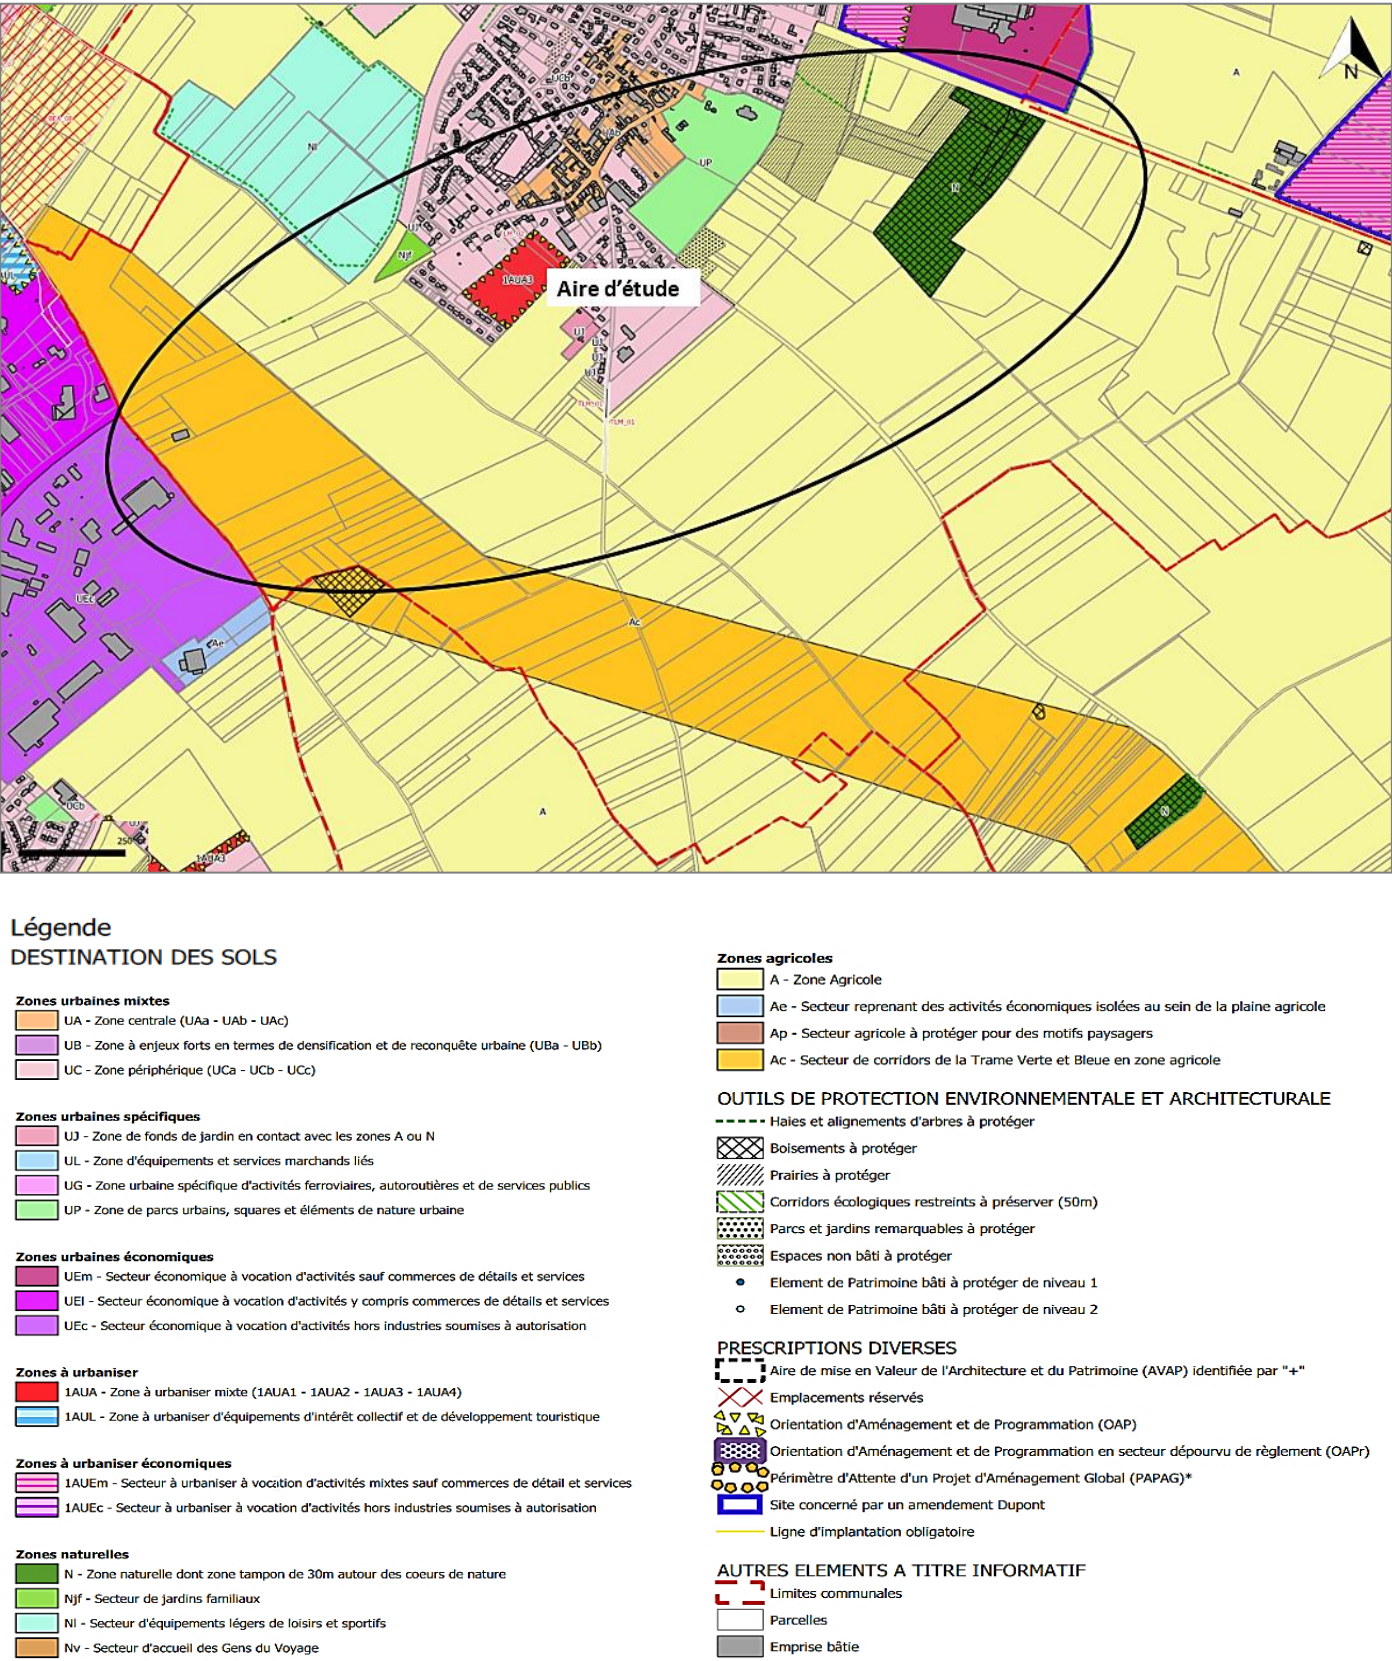 N
A
UCb
Nl
UAb
UP
N
UJ
Njf
1AUA3
Aire d'étude
UJ
UJ
UJ
UJ
TLM_01
TLM_01
AUL
UEc
Ae
Ac
A
N
UCb
UJ
250
1AUA3
Légende
DESTINATION DES SOLS
Zones urbaines mixtes
UA - Zone centrale (UAa - UAb - UAc)
UB - Zone à enjeux forts en termes de densification et de reconquête urbaine (UBa - UBb)
UC - Zone périphérique (UCa - UCb - UCc)
Zones urbaines spécifiques
UJ - Zone de fonds de jardin en contact avec les zones A ou N
UL - Zone d'équipements et services marchands liés
UG - Zone urbaine spécifique d'activités ferroviaires, autoroutières et de services publics
UP - Zone de parcs urbains, squares et éléments de nature urbaine
Zones urbaines économiques
UEm - Secteur économique à vocation d'activités sauf commerces de détails et services
UEl - Secteur économique à vocation d'activités y compris commerces de détails et services
UEc - Secteur économique à vocation d'activités hors industries soumises à autorisation
Zones à urbaniser
1AUA - Zone à urbaniser mixte (1AUA1 - 1AUA2 - 1AUA3 - 1AUA4)
1AUL - Zone à urbaniser d'équipements d'intérêt collectif et de développement touristique
Zones à urbaniser économiques
1AUEm - Secteur à urbaniser à vocation d'activités mixtes sauf commerces de détail et services
1AUEc - Secteur à urbaniser à vocation d'activités hors industries soumises à autorisation
Zones naturelles
N - Zone naturelle dont zone tampon de 30m autour des coeurs de nature
Njf - Secteur de jardins familiaux
Nl - Secteur d'équipements légers de loisirs et sportifs
Nv - Secteur d'accueil des Gens du Voyage
Zones agricoles
A - Zone Agricole
Ae - Secteur reprenant des activités économiques isolées au sein de la plaine agricole
Ap - Secteur agricole à protéger pour des motifs paysagers
Ac - Secteur de corridors de la Trame Verte et Bleue en zone agricole
OUTILS DE PROTECTION ENVIRONNEMENTALE ET ARCHITECTURALE
Haies et alignements d'arbres à protéger
Boisements à protéger
Prairies à protéger
Corridors écologiques restreints à préserver (50m)
Parcs et jardins remarquables à protéger
Espaces non bâti à protéger
Element de Patrimoine bâti à protéger de niveau 1
Element de Patrimoine bâti à protéger de niveau 2
PRESCRIPTIONS DIVERSES
Aire de mise en Valeur de l'Architecture et du Patrimoine (AVAP) identifiée par "+"
Emplacements réservés
Orientation d'Aménagement et de Programmation (OAP)
Orientation d'Aménagement et de Programmation en secteur dépourvu de règlement (OAPr)
Périmètre d'Attente d'un Projet d'Aménagement Global (PAPAG)*
Site concerné par un amendement Dupont
Ligne d'implantation obligatoire
AUTRES ELEMENTS A TITRE INFORMATIF
Limites communales
Parcelles
Emprise bâtie